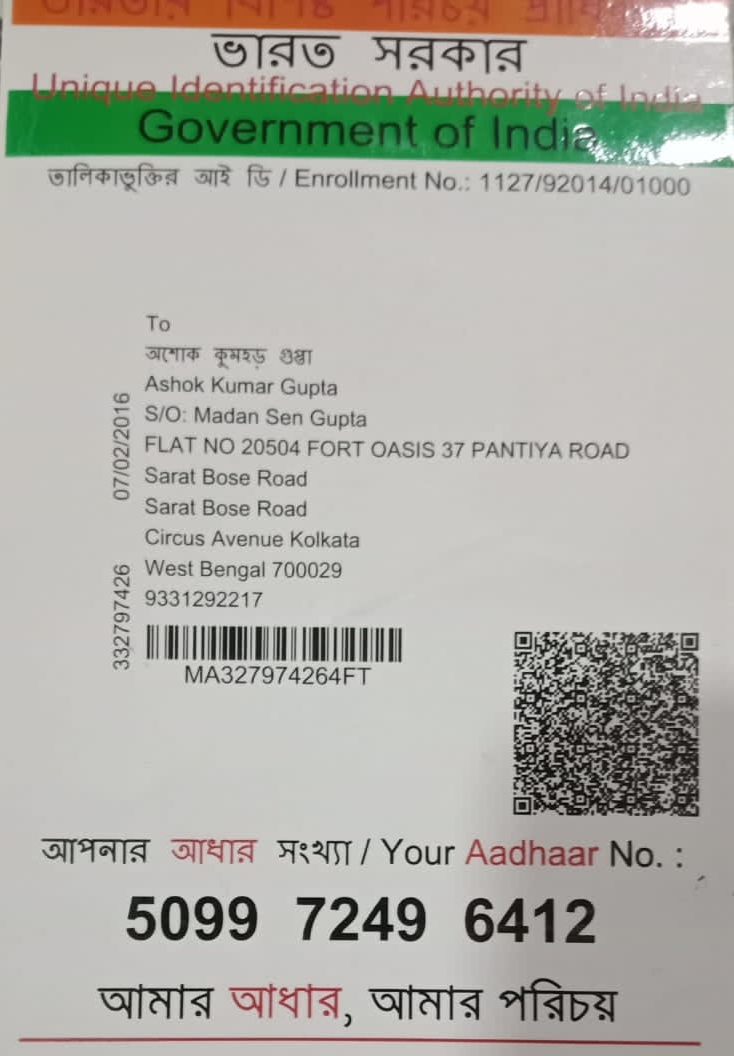 ভারত সরকার
Unique Identification Authority of India
Government of India
তালিকাভুক্তির আই ডি / Enrollment No.: 1127/92014/01000
To
অশোক কুমহড় গুপ্তা
Ashok Kumar Gupta
S/O: Madan Sen Gupta
FLAT NO 20504 FORT OASIS 37 PANTIYA ROAD
Sarat Bose Road
Sarat Bose Road
Circus Avenue Kolkata
West Bengal 700029
9331292217
07/02/2016
332797426
MA327974264FT
আপনার আধার সংখ্যা / Your Aadhaar No. :
5099 7249 6412
আমার আধার, আমার পরিচয়